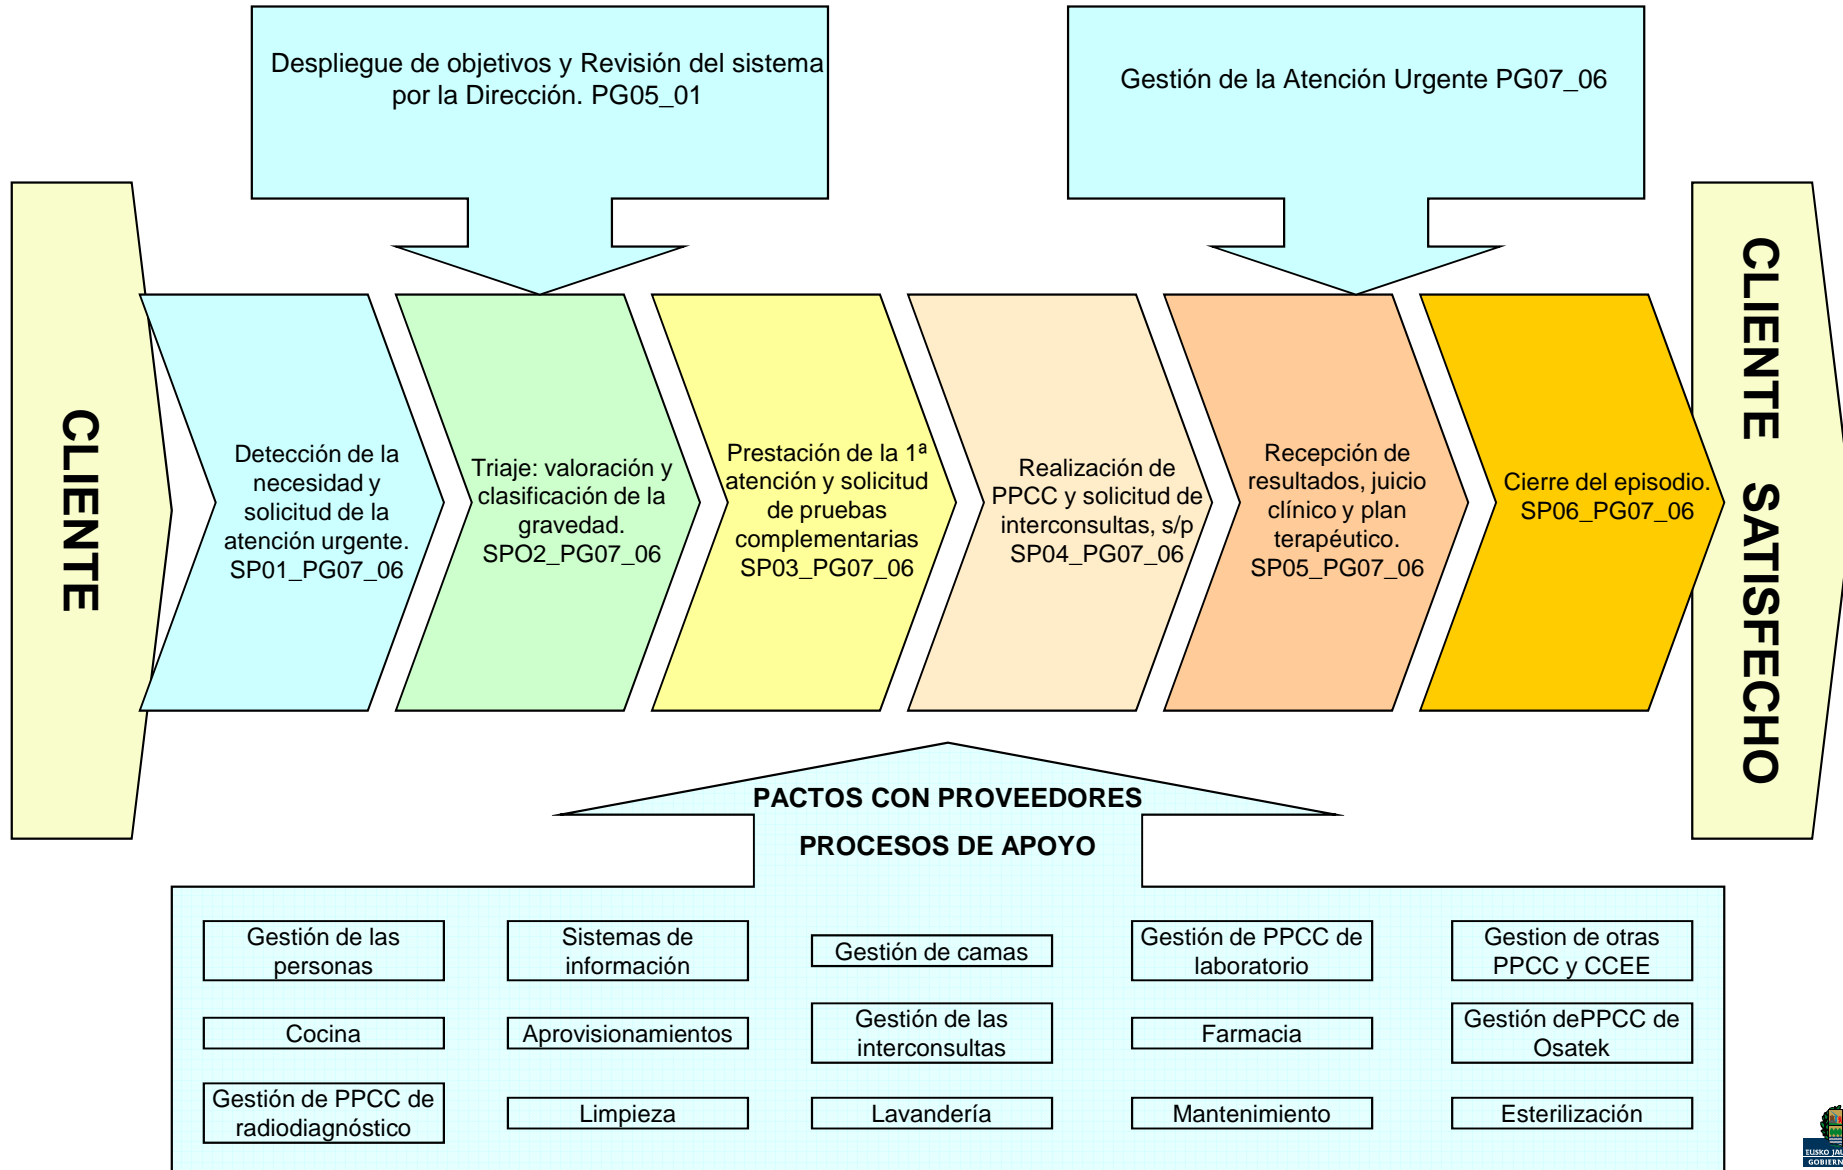 Despliegue de objetivos y Revisión del sistema
por la Dirección. PG05_01
Gestión de la Atención Urgente PG07_06
CLIENTE
Detección de la
necesidad y
solicitud de la
atención urgente.
SP01_PG07_06
Triaje: valoración y
clasificación de la
gravedad.
SPO2_PG07_06
Prestación de la 1ª
atención y solicitud
de pruebas
complementarias
SP03_PG07_06
Realización de
PPCC y solicitud de
interconsultas, s/p
SP04_PG07_06
Recepción de
resultados, juicio
clínico y plan
terapéutico.
SP05_PG07_06
Cierre del episodio.
SP06_PG07_06
CLIENTE SATISFECHO
PACTOS CON PROVEEDORES
PROCESOS DE APOYO
Gestión de las
personas
Sistemas de
información
Gestión de camas
Gestión de PPCC de
laboratorio
Gestion de otras
PPCC y CCEE
Cocina
Aprovisionamientos
Gestión de las
interconsultas
Farmacia
Gestión dePPCC de
Osatek
Gestión de PPCC de
radiodiagnóstico
Limpieza
Lavandería
Mantenimiento
Esterilización
EUSKO